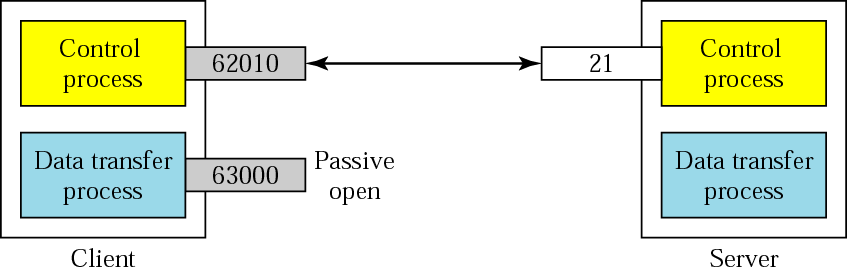 Control
process
62010
21
Control
process
Data transfer
process
63000
Passive
open
Data transfer
process
Client
Server